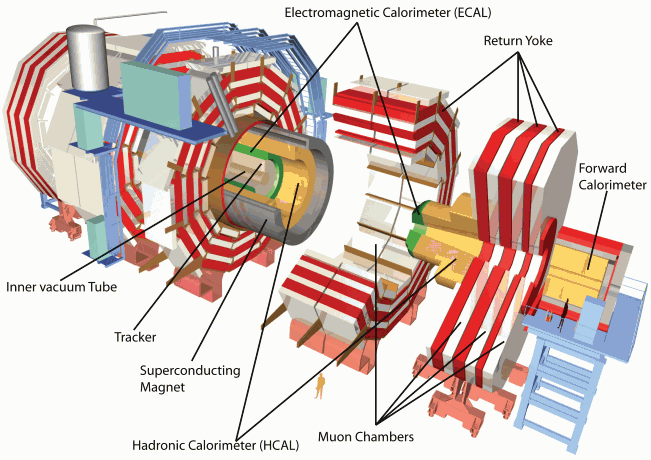 Electromagnetic Calorimeter (ECAL)
Return Yoke
Forward
Calorimeter
Inner vacuum Tube
Tracker
Superconducting
Magnet
Hadronic Calorimeter (HCAL)
Muon Chambers